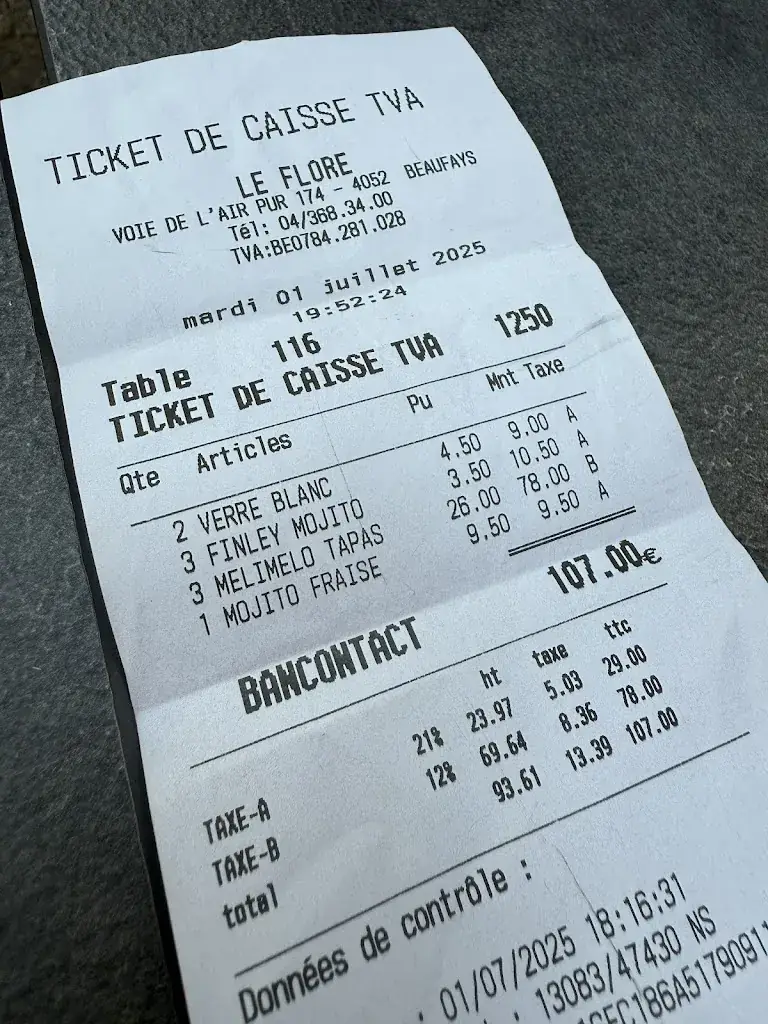 TICKET DE CAISSE TVA
LE FLORE
VOIE DE L'AIR PUR 174 - 4052 BEAUFAYS
Tél: 04/368.34.00
TVA:BE0784.281.028
mardi 01 juillet 2025
19:52:24
Table 116
TICKET DE CAISSE TVA 1250
Qte Articles Pu Mnt Taxe
2 VERRE BLANC 4.50 9.00 A
3 FINLEY MOJITO 3.50 10.50 A
3 MELIMELO TAPAS 26.00 78.00 B
1 MOJITO FRAISE 9.50 9.50 A
107.00€
BANCONTACT
ht taxe ttc
TAXE-A 21% 23.97 5.03 29.00
TAXE-B 12% 69.64 8.36 78.00
total 93.61 13.39 107.00
Données de contrôle :
: 01/07/2025 18:16:31
: 13083/47430 NS